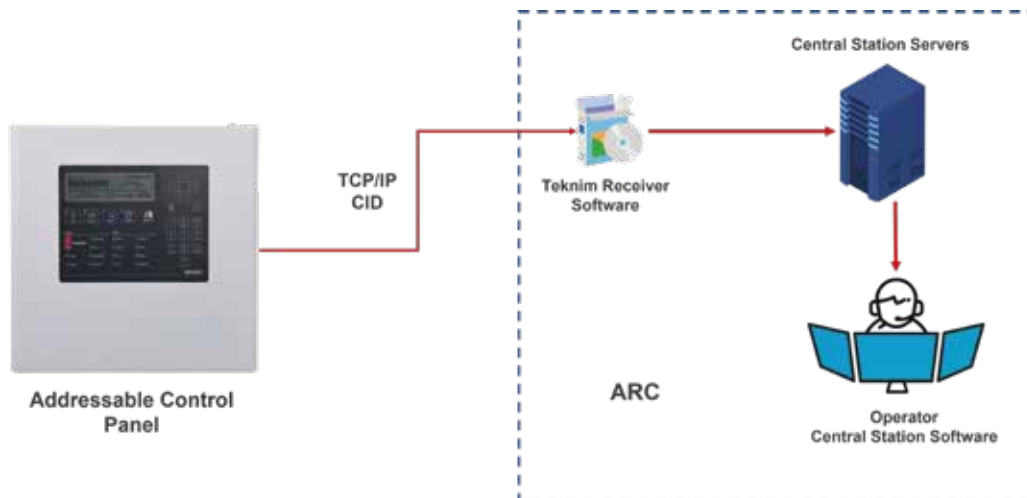 Central Station Servers
TCP/IP
CID
Teknim Receiver
Software
Addressable Control
Panel
ARC
Operator
Central Station Software